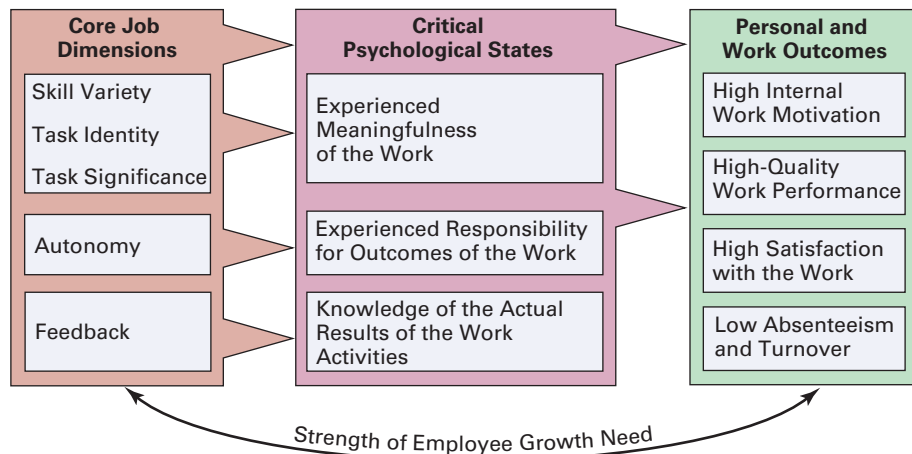 Core Job
Dimensions
Skill Variety
Task Identity
Task Significance
Autonomy
Feedback
Critical
Psychological States
Experienced
Meaningfulness
of the Work
Experienced Responsibility
for Outcomes of the Work
Knowledge of the Actual
Results of the Work
Activities
Personal and
Work Outcomes
High Internal
Work Motivation
High-Quality
Work Performance
High Satisfaction
with the Work
Low Absenteeism
and Turnover
Strength of Employee Growth Need